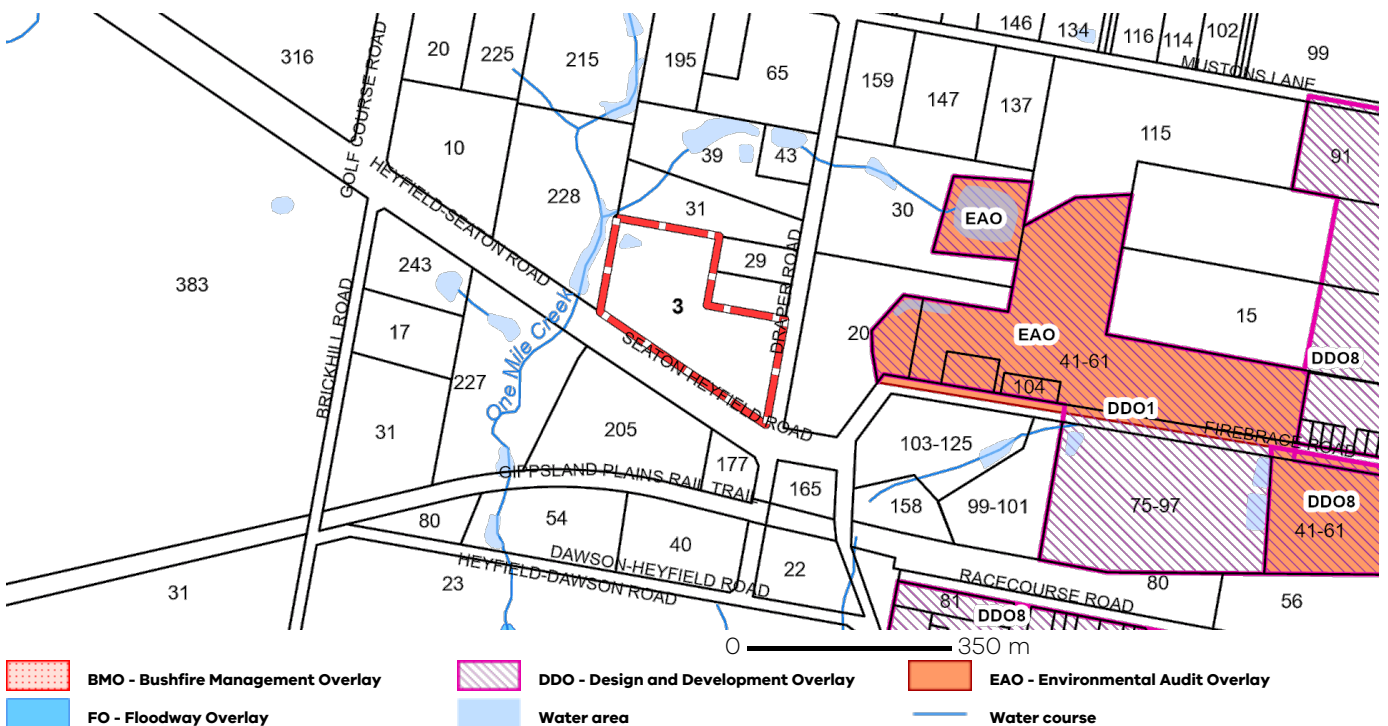 146
134
116
114
102
99
316
GOLF COURSE ROAD
20
225
215
195
65
159
147
137
MUSTONS LANE
115
91
10
39
43
HEYFIELD-SEATON ROAD
228
31
30
EAO
243
29
DRAPER ROAD
383
BRICKHILL ROAD
17
One Mile Creek
3
15
20
EAO
41-61
DDO8
227
SEATON HEYFIELD ROAD
104
DDO1
FIREBRACE ROAD
31
205
103-125
177
GIPPSLAND PLAINS RAIL TRAIL
165
158
99-101
75-97
DDO8
41-61
80
54
40
22
DAWSON-HEYFIELD ROAD
HEYFIELD-DAWSON ROAD
RACECOURSE ROAD
80
31
23
81
DDO8
56
0 350 m
BMO - Bushfire Management Overlay
DDO - Design and Development Overlay
EAO - Environmental Audit Overlay
FO - Floodway Overlay
Water area
Water course